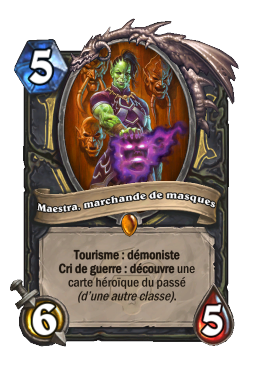 5
Maestra, marchande de masques
Tourisme : démoniste
Cri de guerre : découvre une
carte héroïque du passé
(d'une autre classe).
6
5